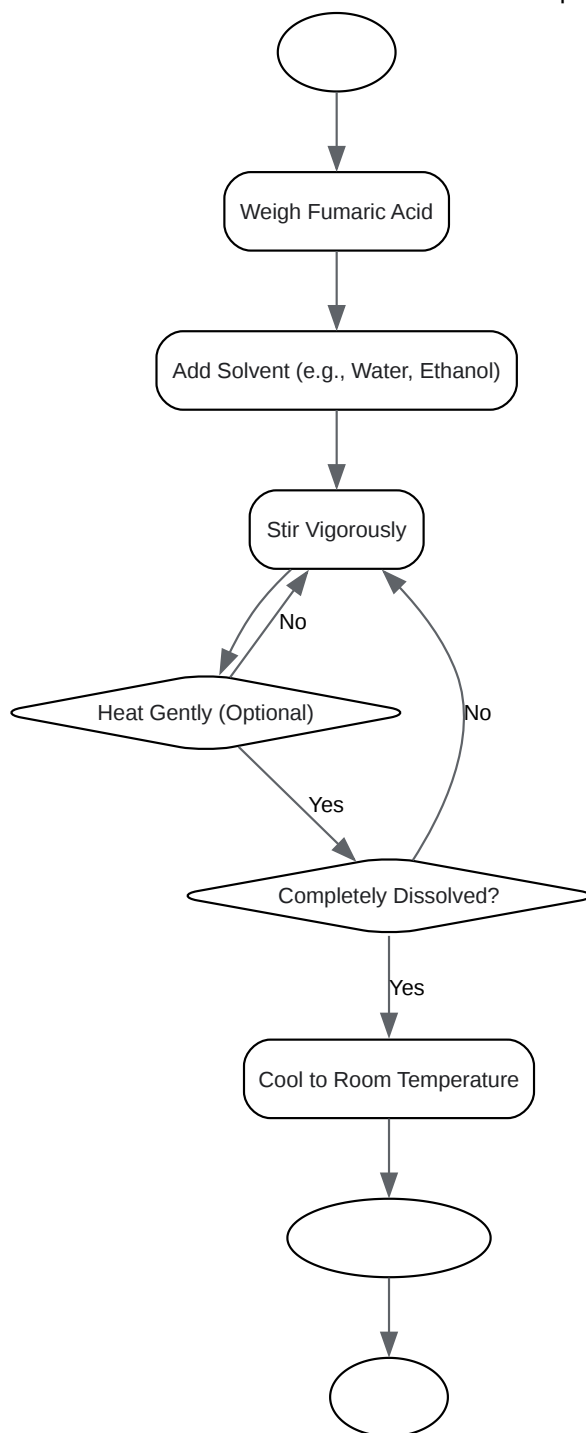 Weigh Fumaric Acid
Add Solvent (e.g., Water, Ethanol)
Stir Vigorously
No
Heat Gently (Optional)
No
Yes
Completely Dissolved?
Yes
Cool to Room Temperature